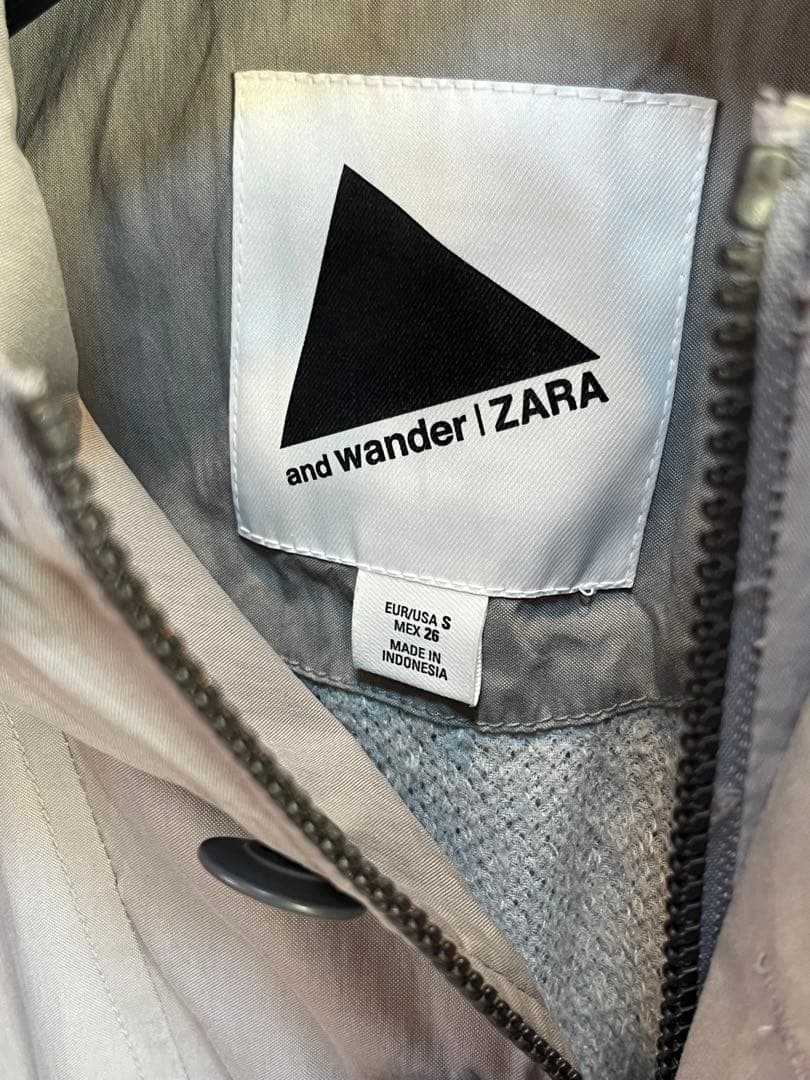 and wander | ZARA
EUR/USA S
MEX 26
MADE IN
INDONESIA